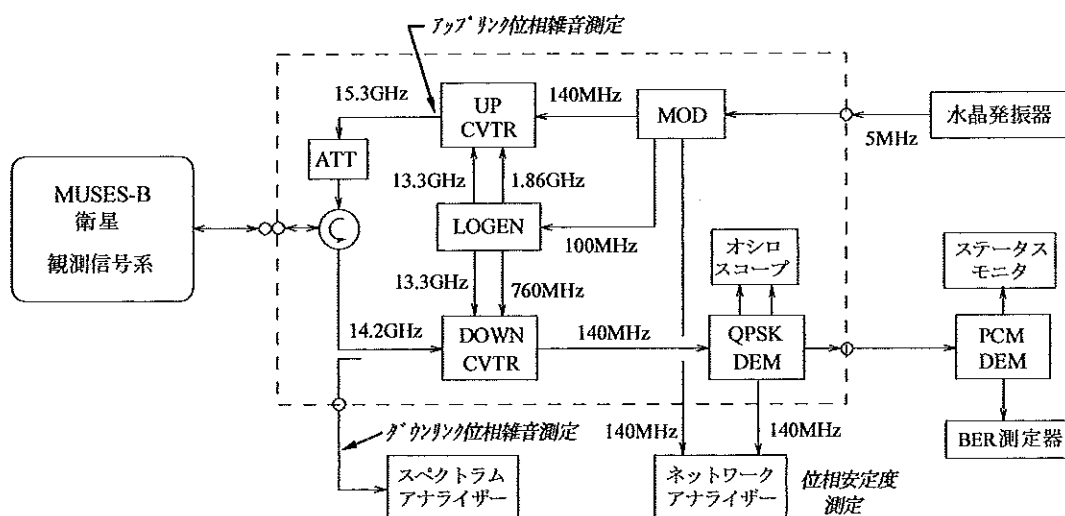 アップリンク位相雑音測定
15.3GHz
UP
CVTR
140MHz
MOD
水晶発振器
5MHz
ATT
MUSES-B
衛星
観測信号系
13.3GHz
1.86GHz
LOGEN
100MHz
オシロ
スコープ
ステータス
モニタ
13.3GHz
760MHz
14.2GHz
DOWN
CVTR
140MHz
QPSK
DEM
PCM
DEM
ダウンリンク位相雑音測定
140MHz
140MHz
BER測定器
スペクトラム
アナライザー
ネットワーク
アナライザー
位相安定度
測定